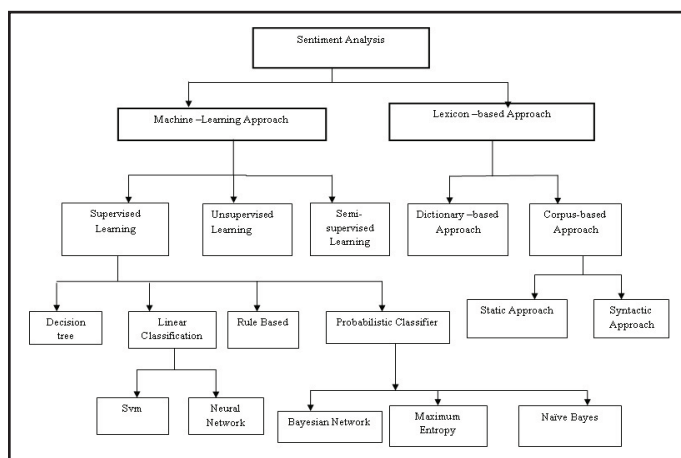 Sentiment Analysis
Machine –Learning Approach
Lexicon –based Approach
Supervised
Learning
Unsupervised
Learning
Semi-
supervised Learning
Dictionary –based
Approach
Corpus-based
Approach
Decision
tree
Linear
Classification
Rule Based
Probabilistic Classifier
Static Approach
Syntactic
Approach
Svm
Neural
Network
Bayesian Network
Maximum
Entropy
Naïve Bayes